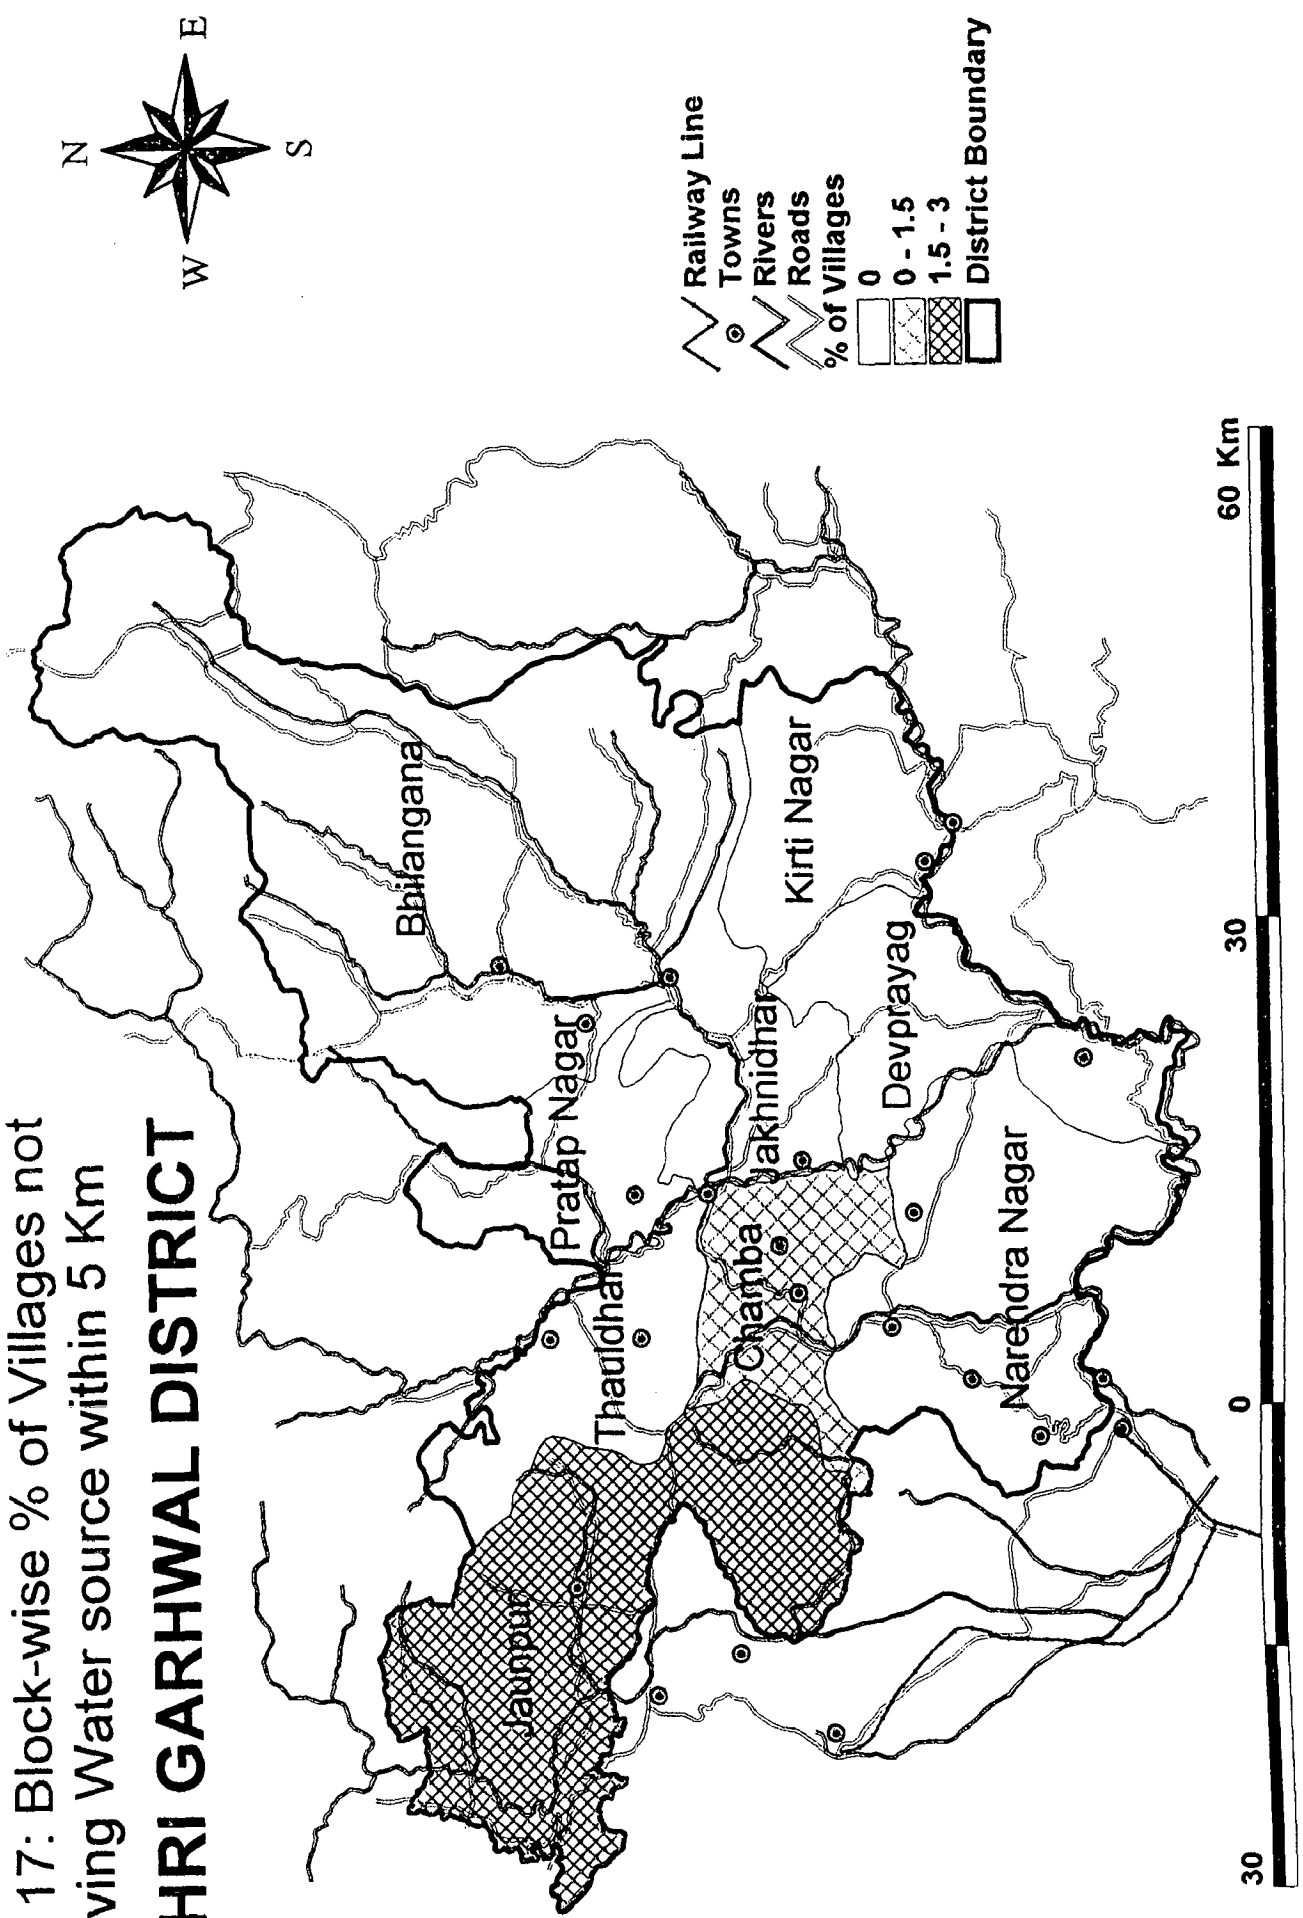 17: Block-wise % of Villages not
ving Water source within 5 Km
HRI GARHWAL DISTRICT
N
W
E
S
Bhilangana
Pratap Nagar
Thauldhar
Jaunpur
Jakhnidhar
Kirti Nagar
Chamba
Devprayag
Narendra Nagar
Railway Line
Towns
Rivers
Roads
% of Villages
0
0 - 1.5
1.5 - 3
District Boundary
30
0
30
60 Km